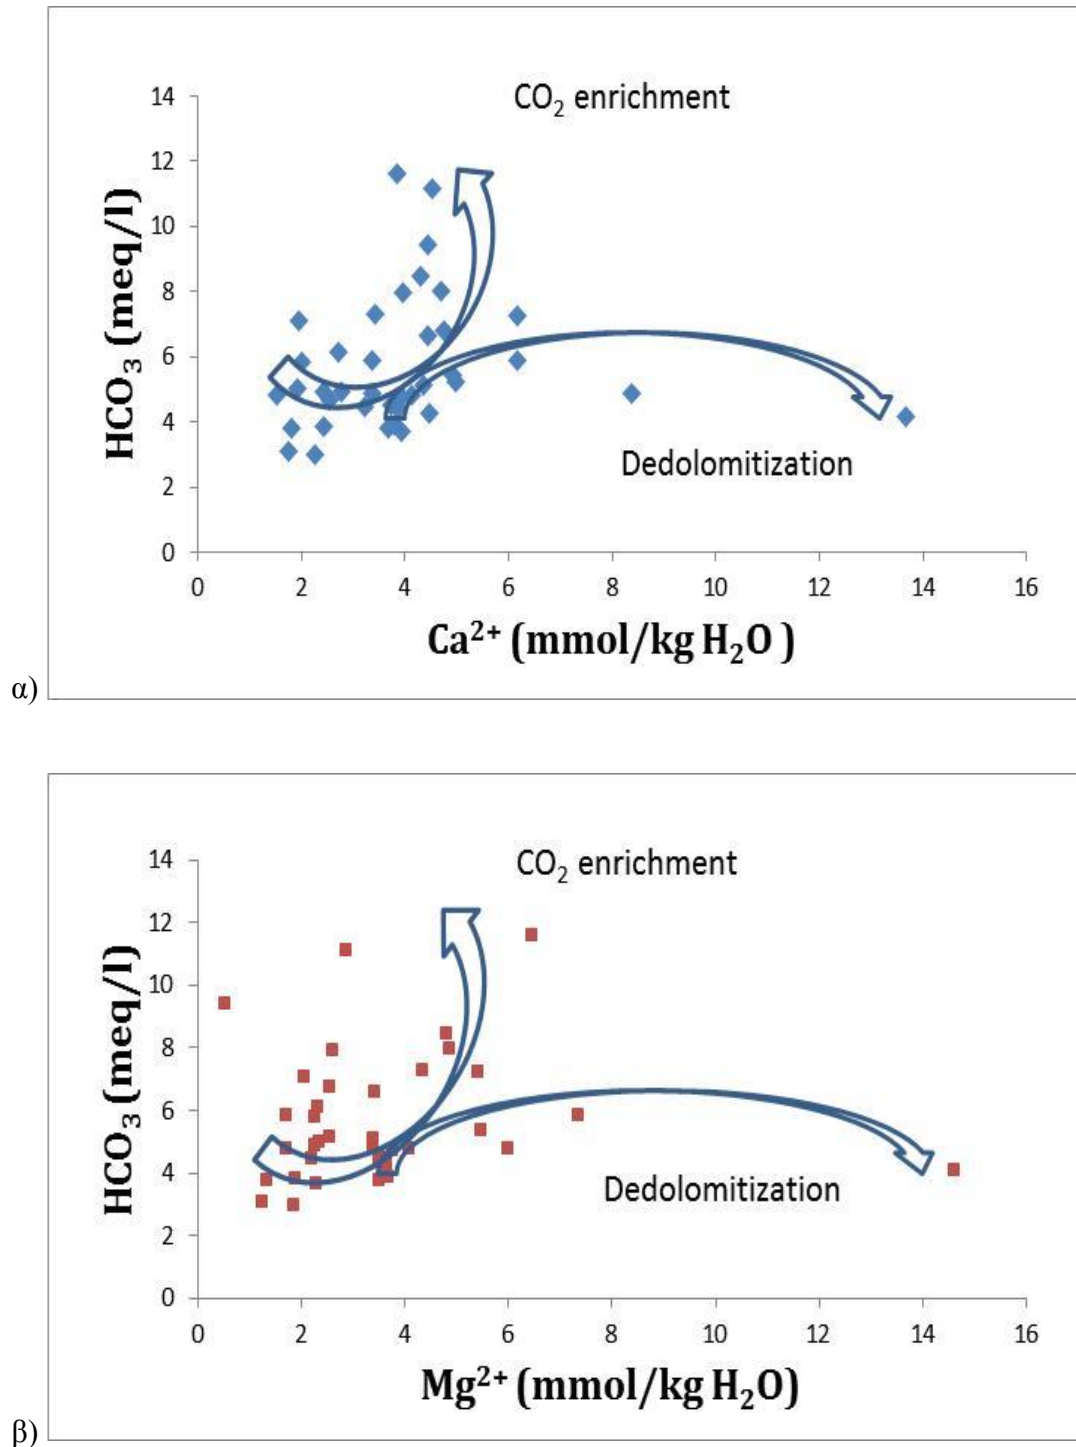 CO₂ enrichment
14
12
10
8
6
4
2
0
HCO₃ (meq/l)
Dedolomitization
0 2 4 6 8 10 12 14 16
Ca²⁺ (mmol/kg H₂O )
α)
CO₂ enrichment
14
12
10
8
6
4
2
0
HCO₃ (meq/l)
Dedolomitization
0 2 4 6 8 10 12 14 16
Mg²⁺ (mmol/kg H₂O)
β)